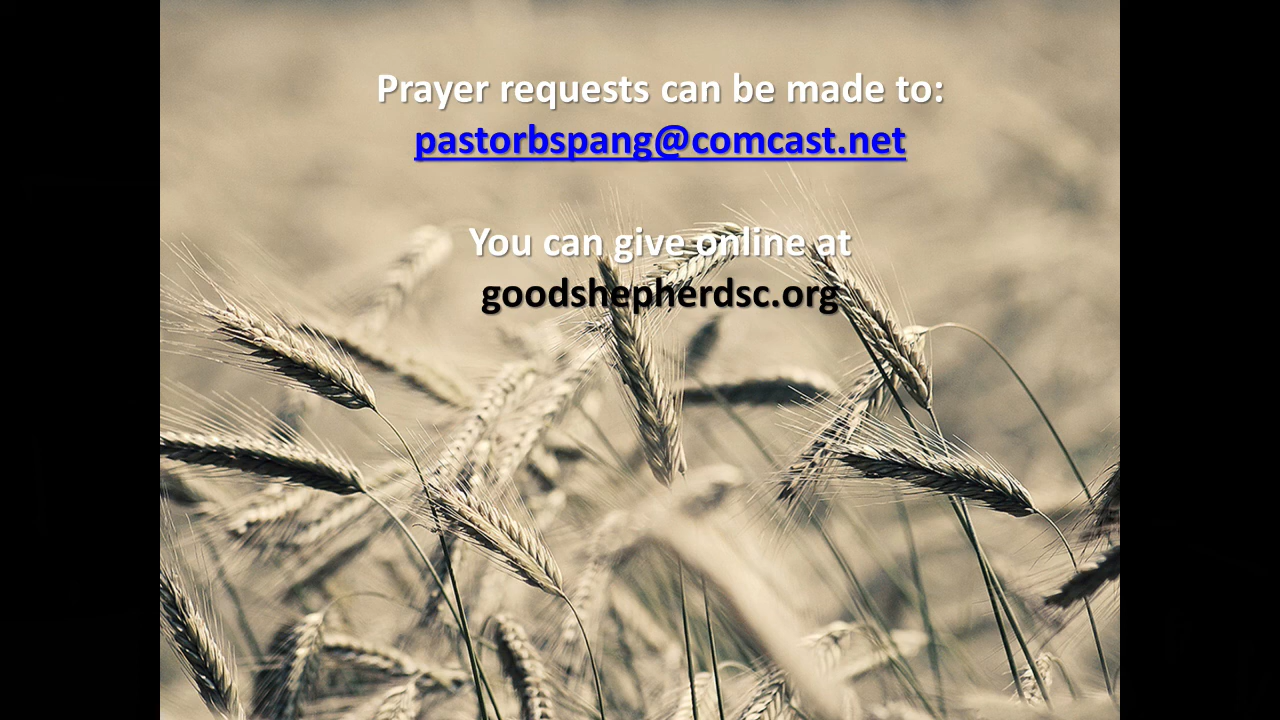 Prayer requests can be made to:
pastorbspang@comcast.net
You can give online at
goodshepherdsc.org